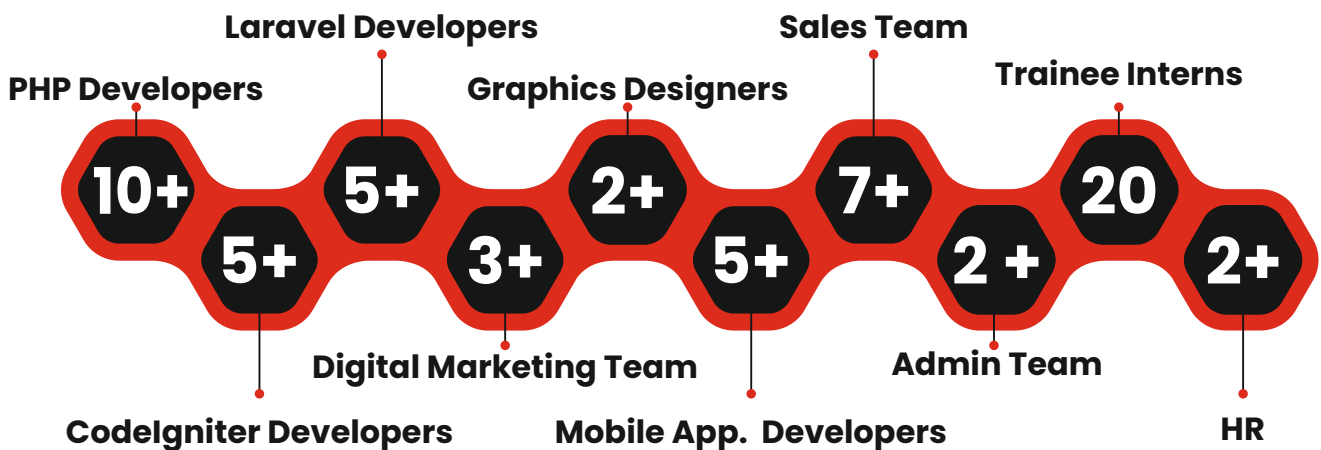 Laravel Developers
Sales Team
PHP Developers
Graphics Designers
Trainee Interns
10+
5+
2+
7+
20
5+
3+
5+
2 +
2+
Digital Marketing Team
Admin Team
CodeIgniter Developers
Mobile App. Developers
HR